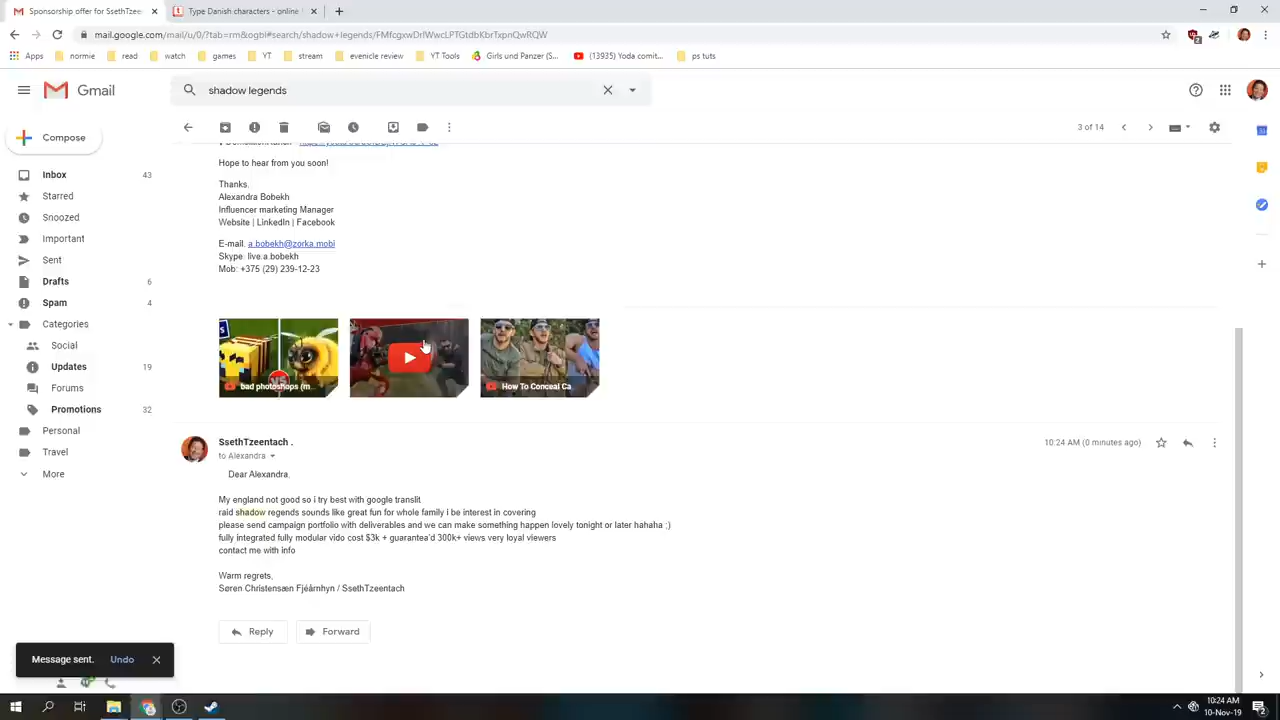 Sponsorship offer for SsethTzee
Type Danish characters - online
mail.google.com/mail/u/0/?tab=rm&ogbl#search/shadow+legends/FMfcgxwDrlWwcLPTGtdbKbrTxpnQwRQW
Apps
normie
read
watch
games
YT
stream
evenicle review
YT Tools
Girls und Panzer (S...
(13935) Yoda comit...
ps tuts
Gmail
shadow legends
Compose
3 of 14
Inbox 43
Starred
Snoozed
Important
Sent
Drafts 6
Spam 4
Categories
Social
Updates 19
Forums
Promotions 32
Personal
Travel
More
Hope to hear from you soon!
Thanks,
Alexandra Bobekh
Influencer marketing Manager
Website | LinkedIn | Facebook
E-mail. a.bobekh@zorka.mobi
Skype: live:a.bobekh
Mob: +375 (29) 239-12-23
bad photoshops (m...
How To Conceal Ca
SsethTzeentach .
10:24 AM (0 minutes ago)
to Alexandra
Dear Alexandra.
My england not good so i try best with google translit
raid shadow regends sounds like great fun for whole family i be interest in covering
please send campaign portfolio with deliverables and we can make something happen lovely tonight or later hahaha ;)
fully integrated fully modular vido cost $3k + guarantea'd 300k+ views very loyal viewers
contact me with info
Warm regrets,
Søren Christensæn Fjéårnhyn / SsethTzeentach
Reply
Forward
Message sent. Undo
10:24 AM
10-Nov-19